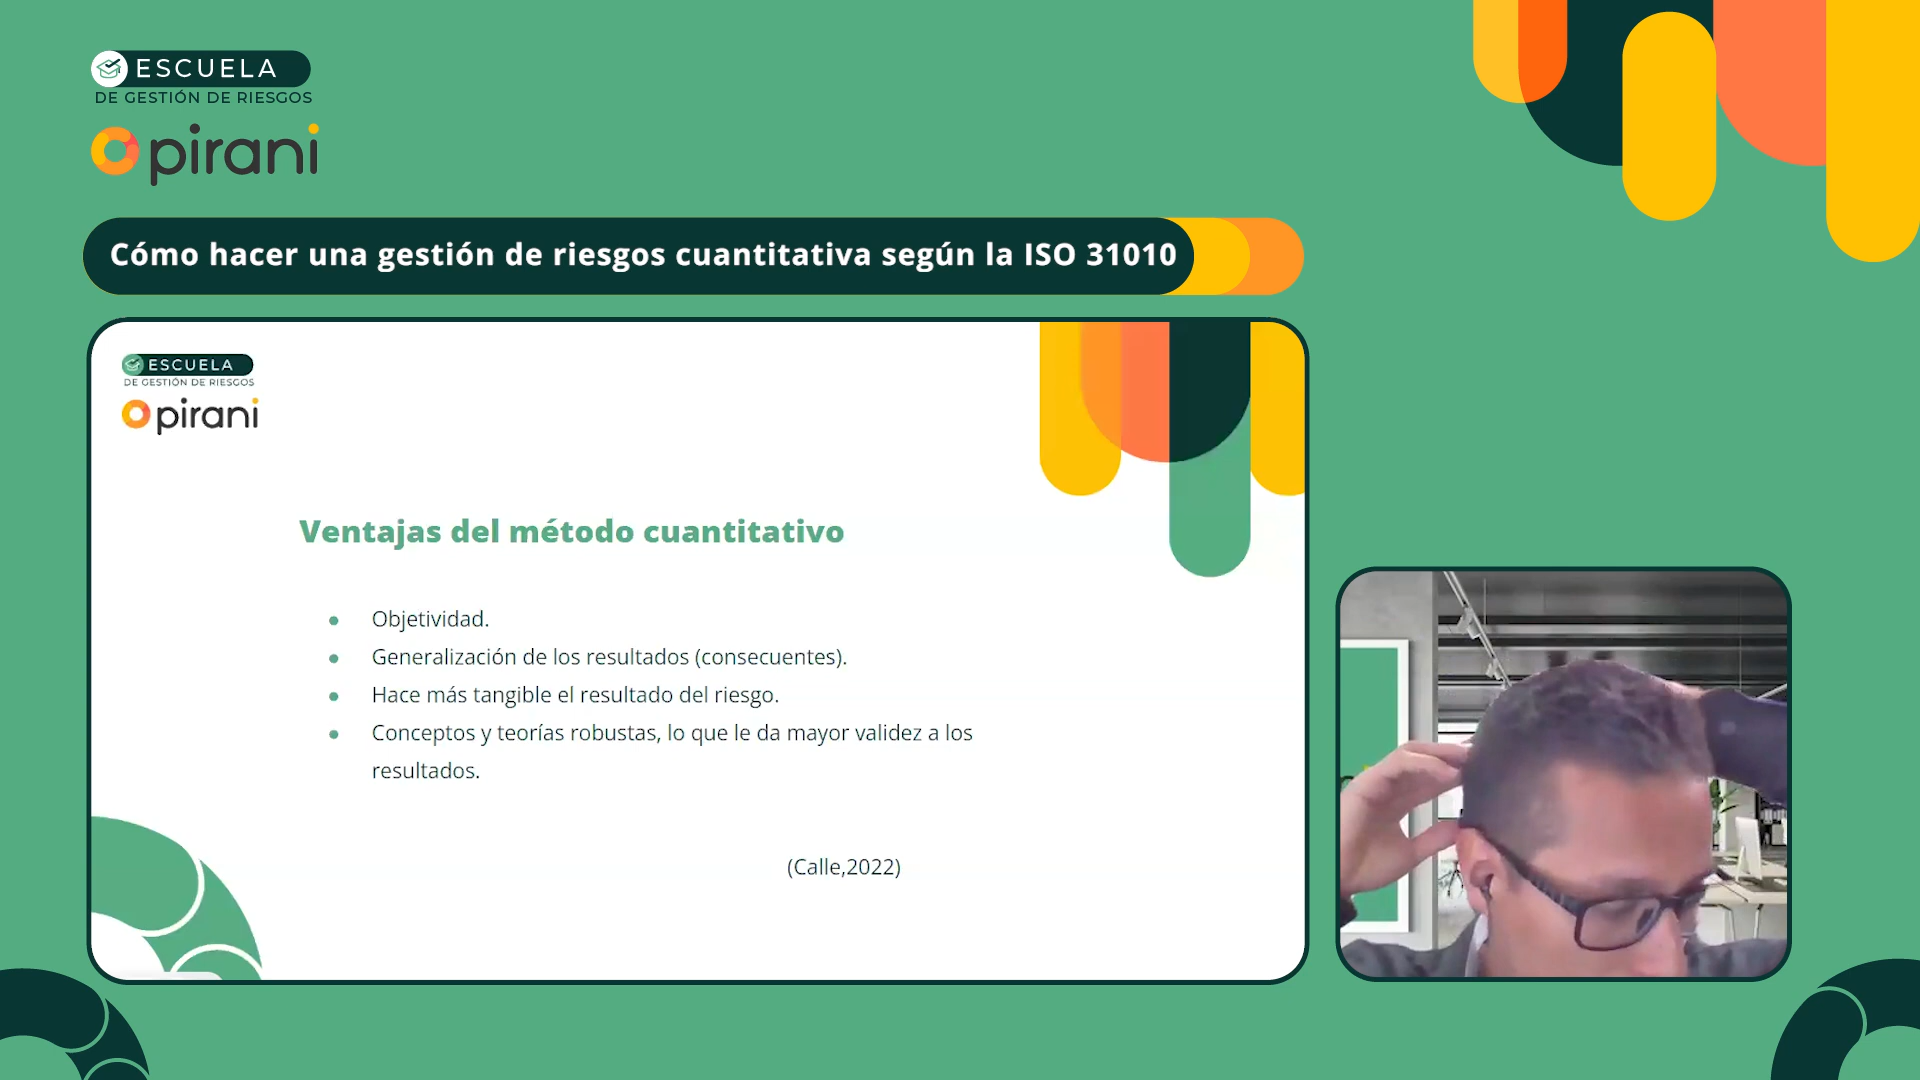 ESCUELA
DE GESTIÓN DE RIESGOS
pirani
Cómo hacer una gestión de riesgos cuantitativa según la ISO 31010
ESCUELA
DE GESTIÓN DE RIESGOS
pirani
Ventajas del método cuantitativo
Objetividad.
Generalización de los resultados (consecuentes).
Hace más tangible el resultado del riesgo.
Conceptos y teorías robustas, lo que le da mayor validez a los
resultados.
(Calle,2022)